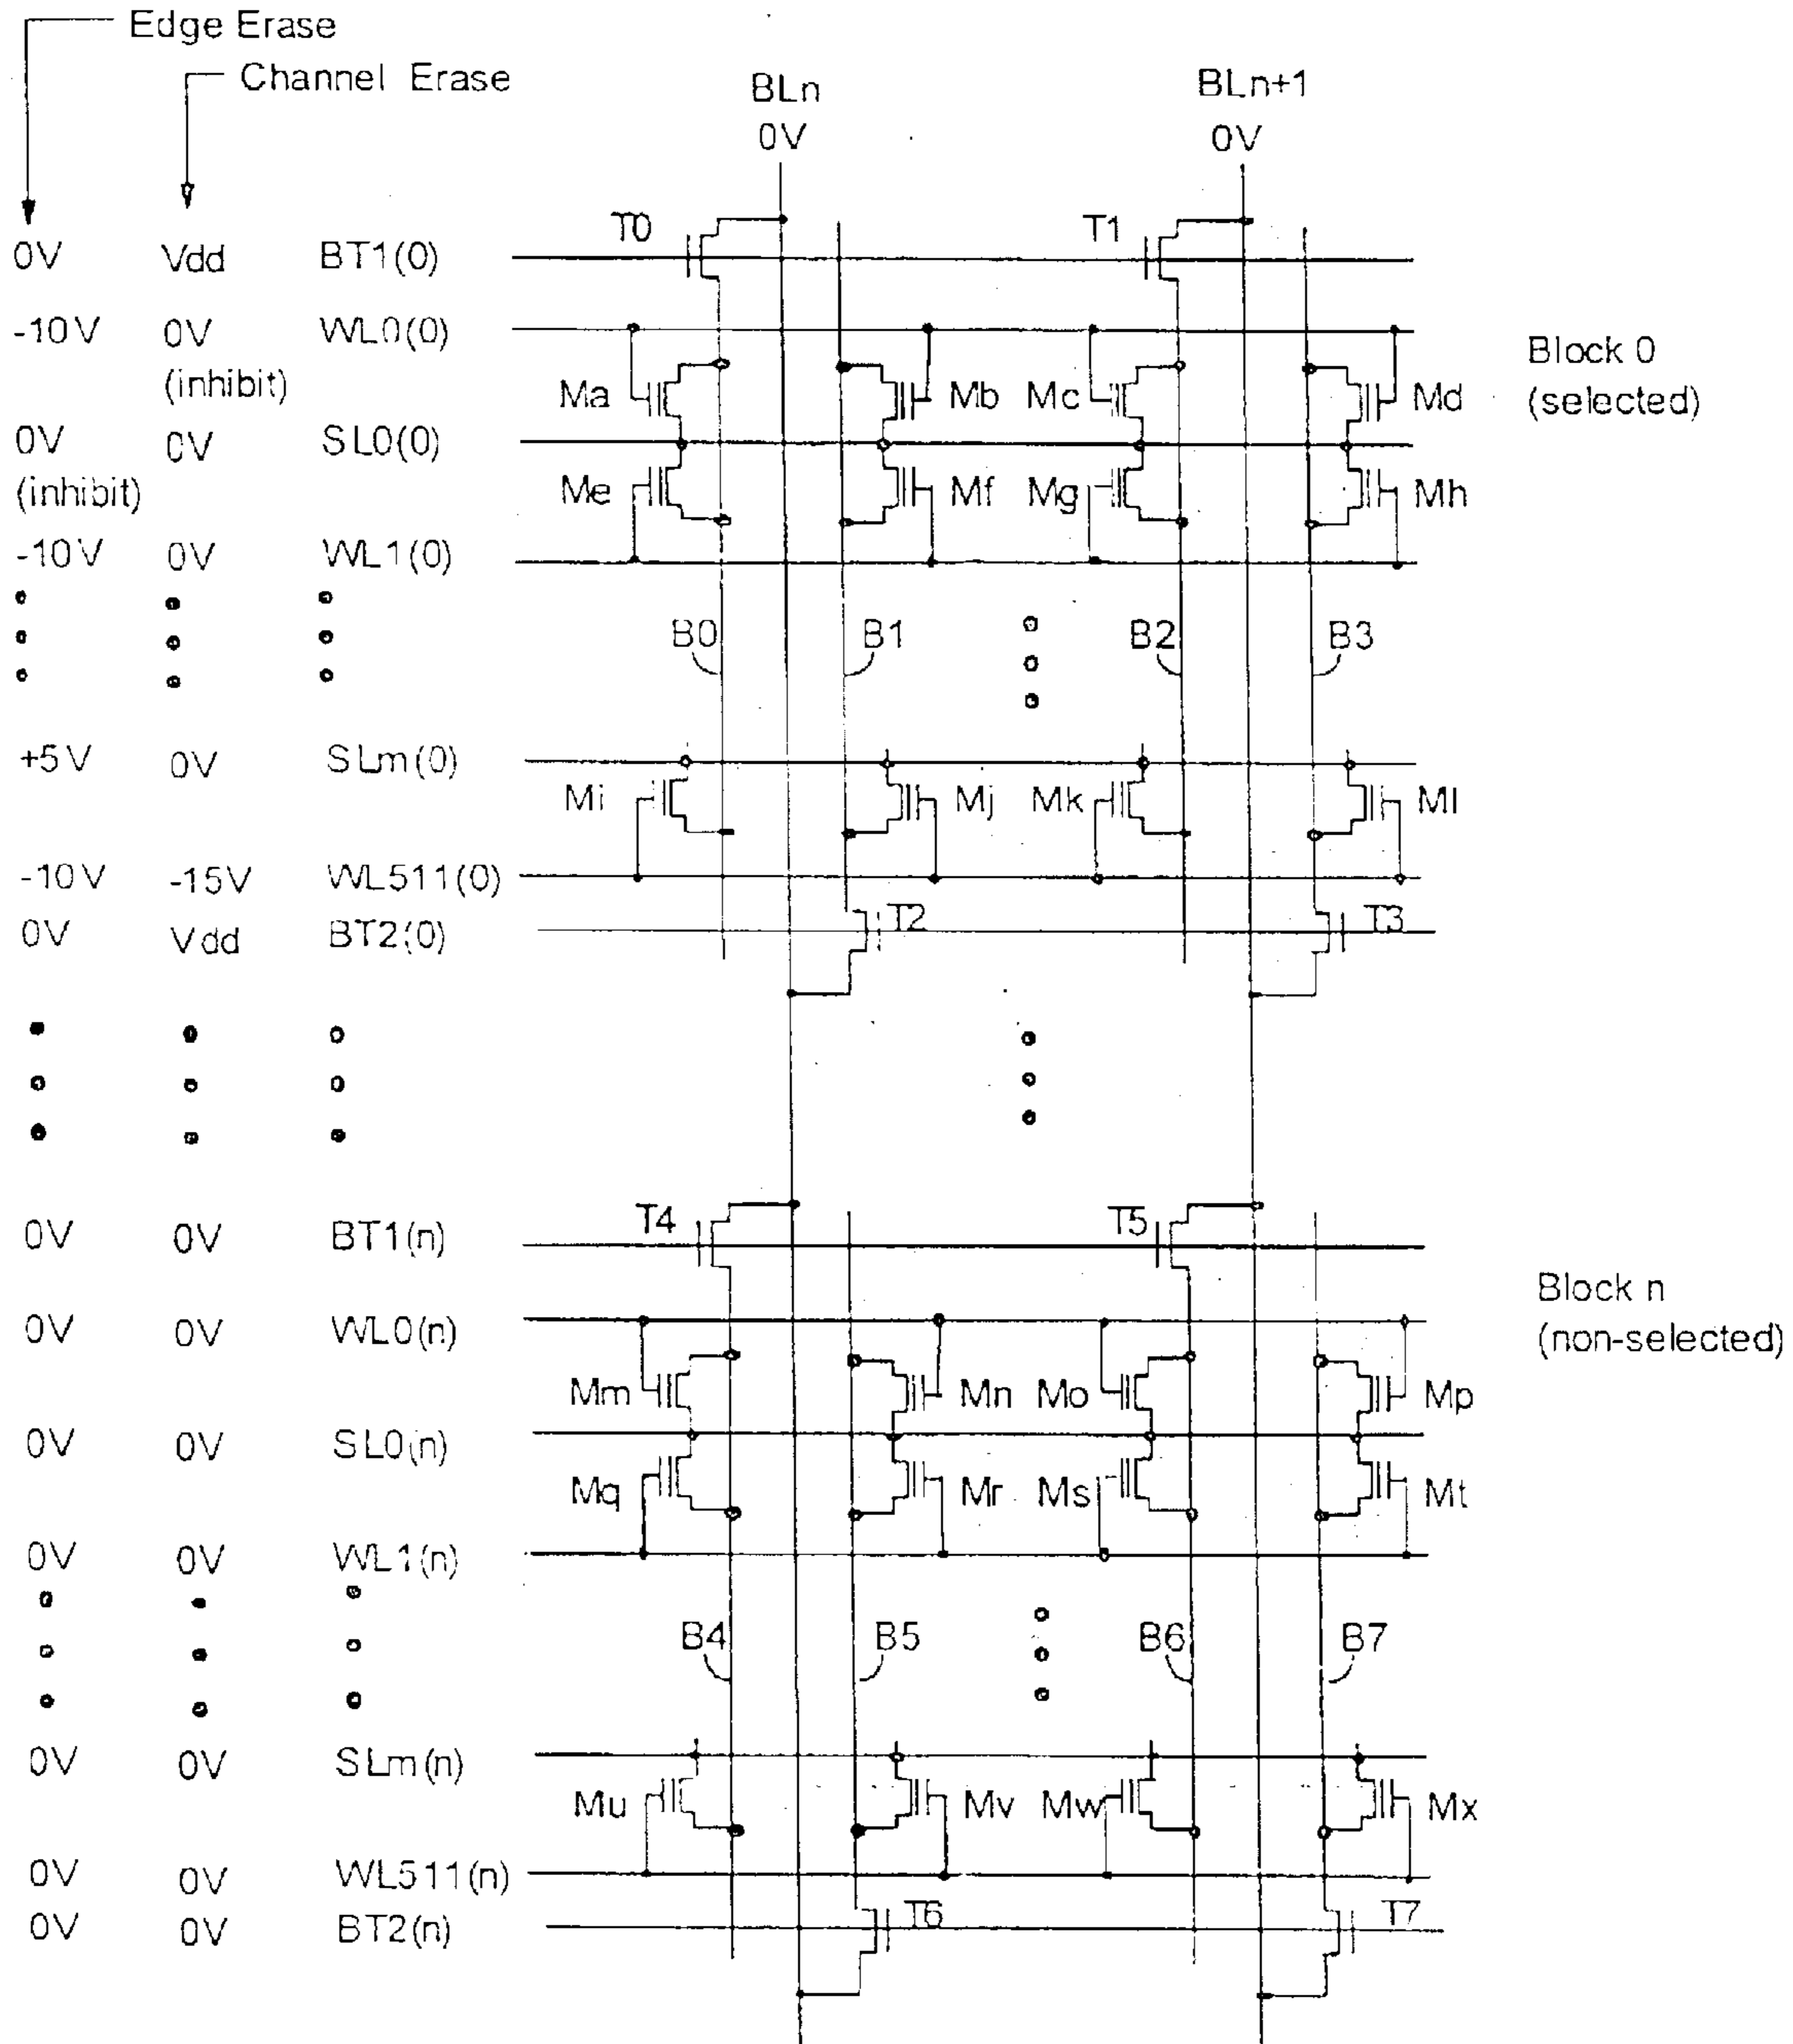 Edge Erase
Channel Erase
BLn
BLn+1
0V
0V
T0
T1
0V Vdd BT1(0)
-10V 0V WL0(0)
(inhibit)
Block 0
(selected)
Ma Mb Mc Md
0V 0V SL0(0)
(inhibit)
Me Mf Mg Mh
-10V 0V WL1(0)
B0 B1 B2 B3
+5V 0V SLm(0)
Mi Mj Mk Ml
-10V -15V WL511(0)
T2 T3
0V Vdd BT2(0)
T4 T5
0V 0V BT1(n)
Block n
(non-selected)
0V 0V WL0(n)
Mm Mn Mo Mp
0V 0V SL0(n)
Mq Mr Ms Mt
0V 0V WL1(n)
B4 B5 B6 B7
0V 0V SLm(n)
Mu Mv Mw Mx
0V 0V WL511(n)
T6 T7
0V 0V BT2(n)